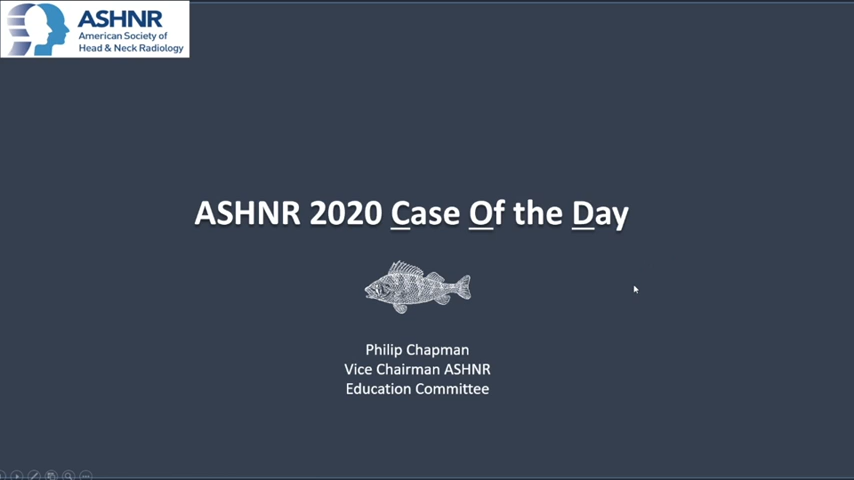 ASHNR
American Society of
Head & Neck Radiology
ASHNR 2020 Case Of the Day
Philip Chapman
Vice Chairman ASHNR
Education Committee